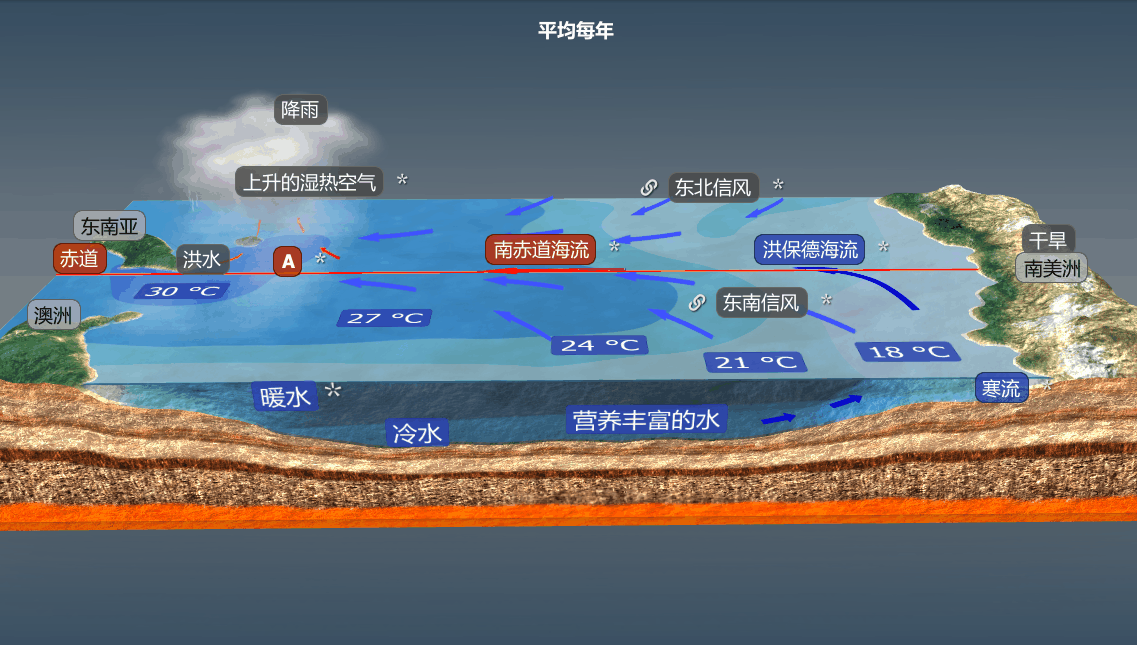 平均每年
降雨
上升的湿热空气 *
东北信风 *
东南亚
赤道
洪水
A *
南赤道海流 *
洪保德海流 *
干旱
南美洲
30 °C
27 °C
东南信风 *
澳洲
24 °C
21 °C
18 °C
暖水 *
冷水
营养丰富的水
寒流